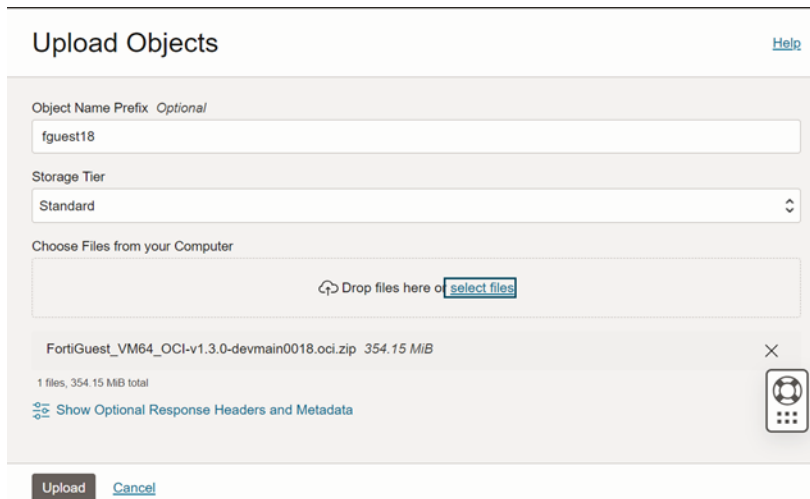 Upload Objects
Help
Object Name Prefix Optional
fguest18
Storage Tier
Standard
Choose Files from your Computer
Drop files here or select files
FortiGuest_VM64_OCI-v1.3.0-devmain0018.oci.zip 354.15 MiB
1 files, 354.15 MiB total
Show Optional Response Headers and Metadata
Upload Cancel